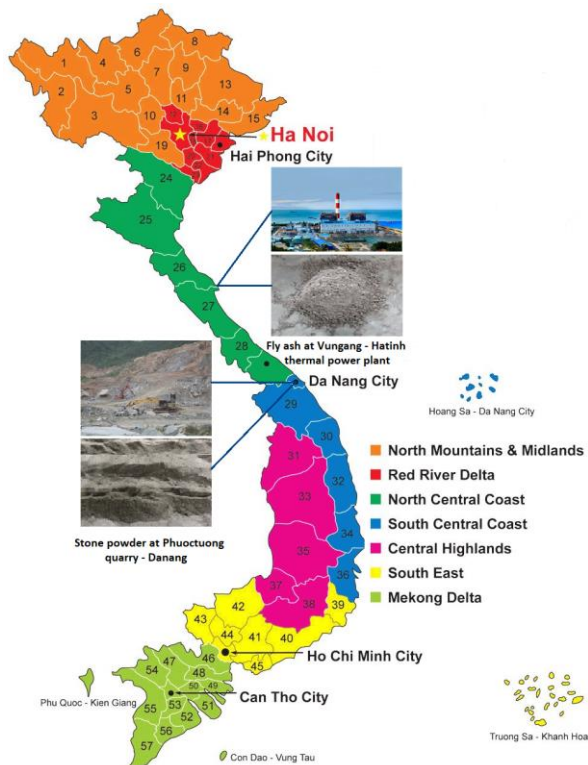 8
6
1
4
9
7
5
13
2
11
3
10
14
15
Ha Noi
19
Hai Phong City
24
25
26
27
Fly ash at Vungang - Hatinh
thermal power plant
28
Da Nang City
29
Hoang Sa - Da Nang City
30
31
32
33
34
35
36
37
38
39
North Mountains & Midlands
Red River Delta
North Central Coast
South Central Coast
Central Highlands
South East
Mekong Delta
Stone powder at Phuoctuong
quarry - Danang
42
43
44
41
40
45
Ho Chi Minh City
46
47
54
48
50
49
Can Tho City
Phu Quoc - Kien Giang
55
53
51
52
56
57
Con Dao - Vung Tau
Truong Sa - Khanh Hoa